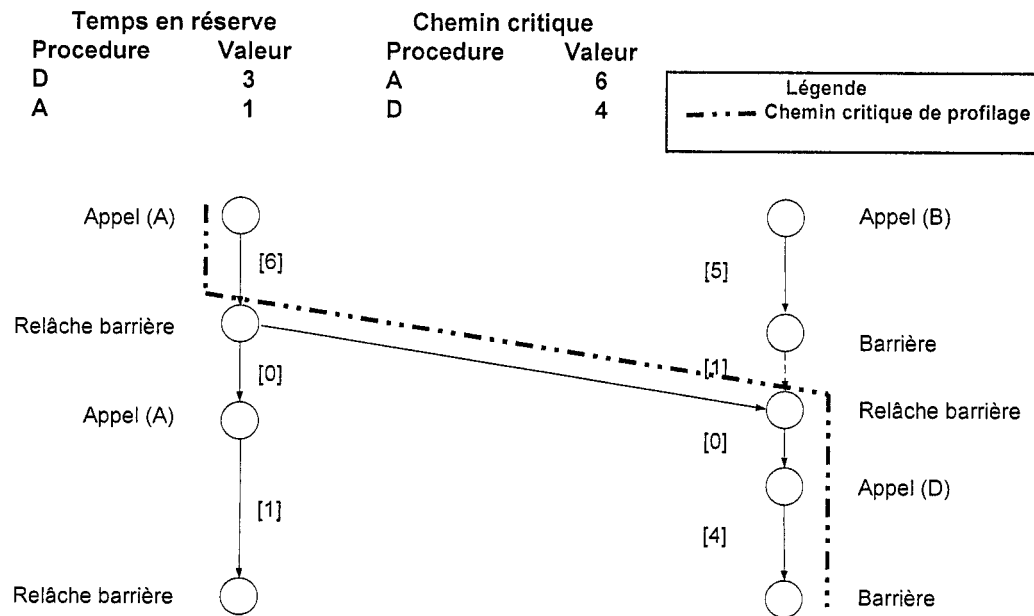 Temps en réserve
Chemin critique
Procedure Valeur
Procedure Valeur
D 3
A 6
A 1
D 4
Légende
Chemin critique de profilage
Appel (A)
Appel (B)
[6]
[5]
Relâche barrière
Barrière
[0]
[1]
Appel (A)
Relâche barrière
[0]
Appel (D)
[1]
[4]
Relâche barrière
Barrière